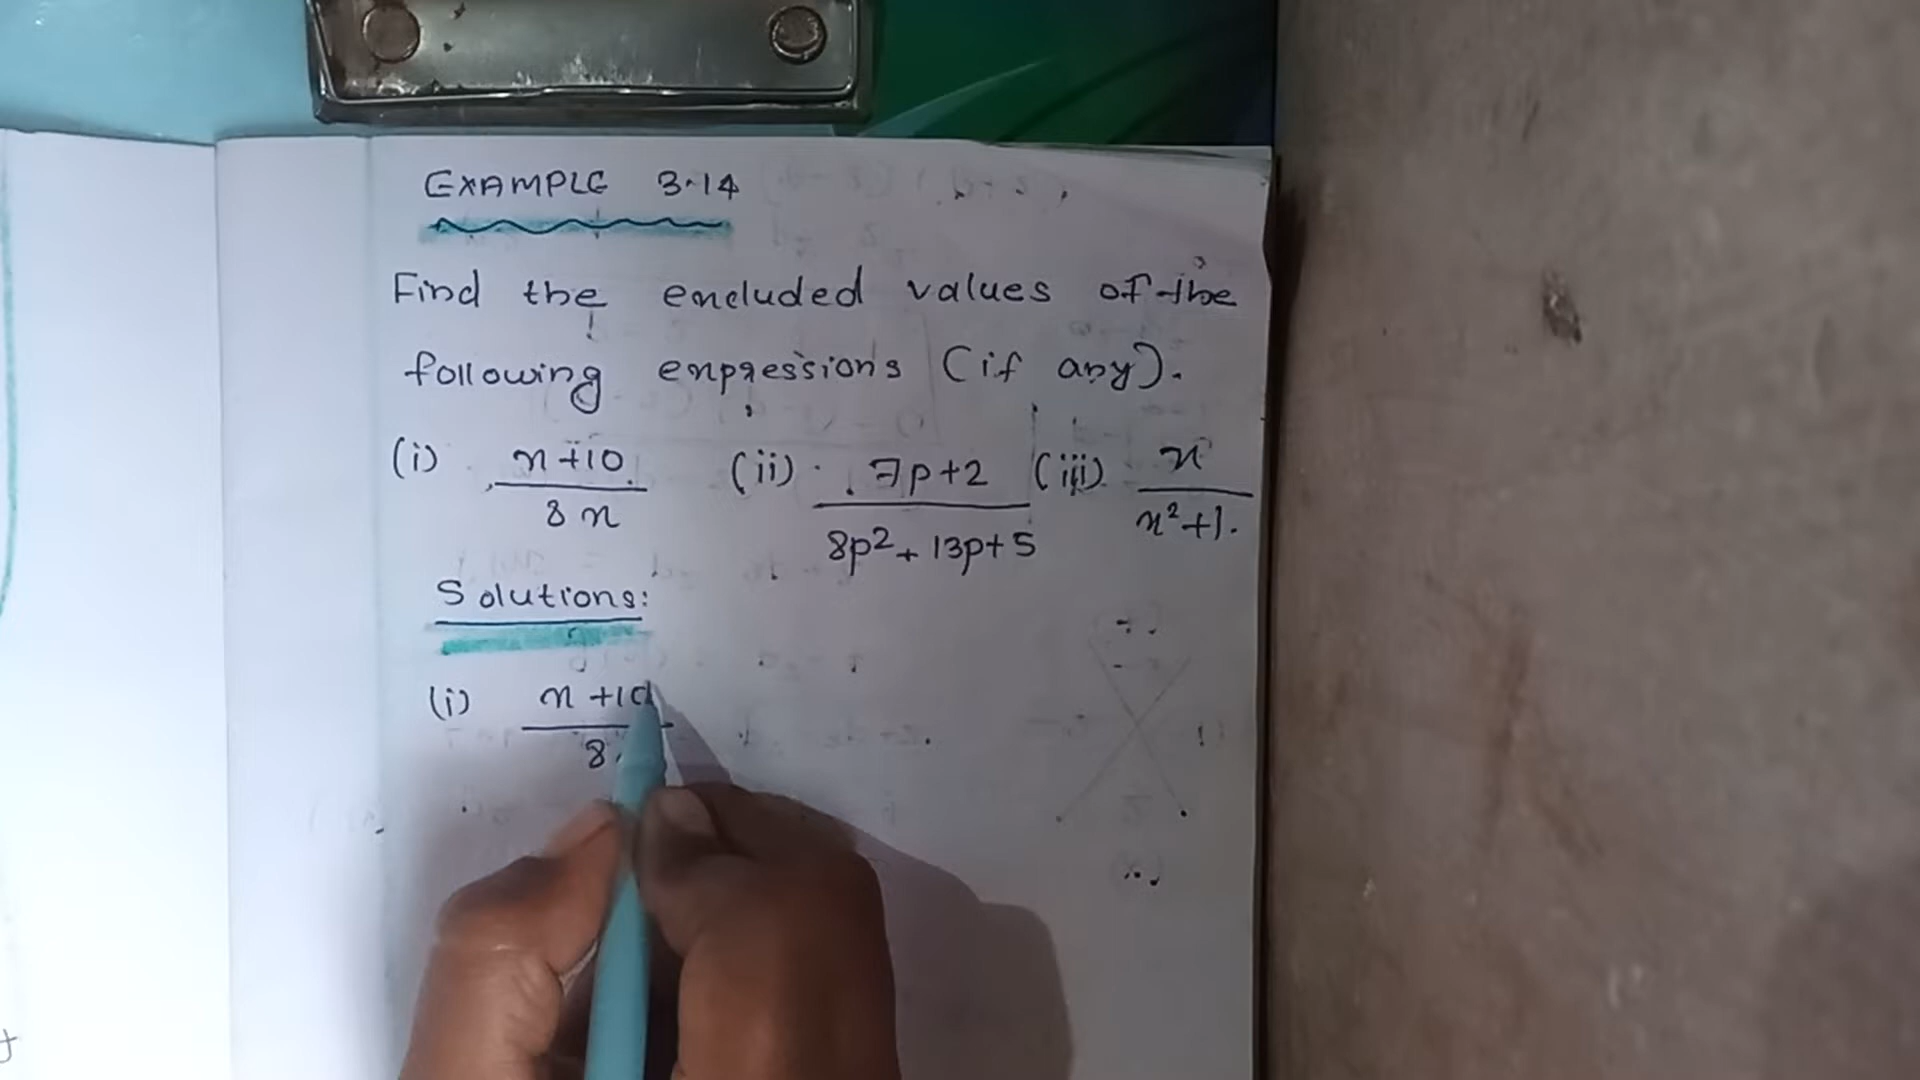 EXAMPLE 3.14
Find the excluded values of the
following expressions (if any).
(i) x+10 / 8x (ii) 7p+2 / 8p²+13p+5 (iii) x / x²+1.
Solutions:
(i) x+10 / 8